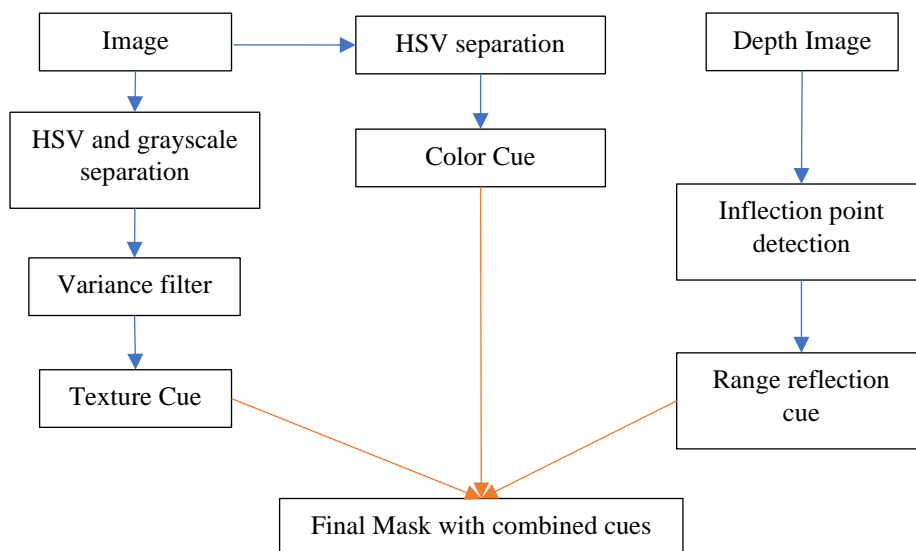 Image
HSV separation
Depth Image
HSV and grayscale
separation
Color Cue
Inflection point
detection
Variance filter
Texture Cue
Range reflection
cue
Final Mask with combined cues